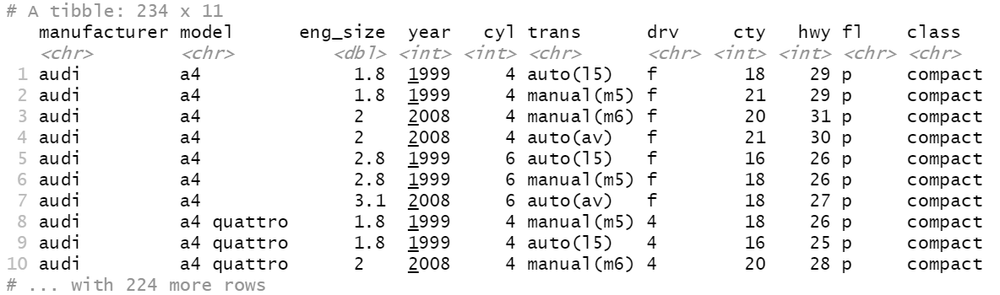 # A tibble: 234 x 11
manufacturer model eng_size year cyl trans drv cty hwy fl class
<chr> <chr> <dbl> <int> <int> <chr> <chr> <int> <int> <chr> <chr>
1 audi a4 1.8 1999 4 auto(l5) f 18 29 p compact
2 audi a4 1.8 1999 4 manual(m5) f 21 29 p compact
3 audi a4 2 2008 4 manual(m6) f 20 31 p compact
4 audi a4 2 2008 4 auto(av) f 21 30 p compact
5 audi a4 2.8 1999 6 auto(l5) f 16 26 p compact
6 audi a4 2.8 1999 6 manual(m5) f 18 26 p compact
7 audi a4 3.1 2008 6 auto(av) f 18 27 p compact
8 audi a4 quattro 1.8 1999 4 manual(m5) 4 18 26 p compact
9 audi a4 quattro 1.8 1999 4 auto(l5) 4 16 25 p compact
10 audi a4 quattro 2 2008 4 manual(m6) 4 20 28 p compact
# ... with 224 more rows